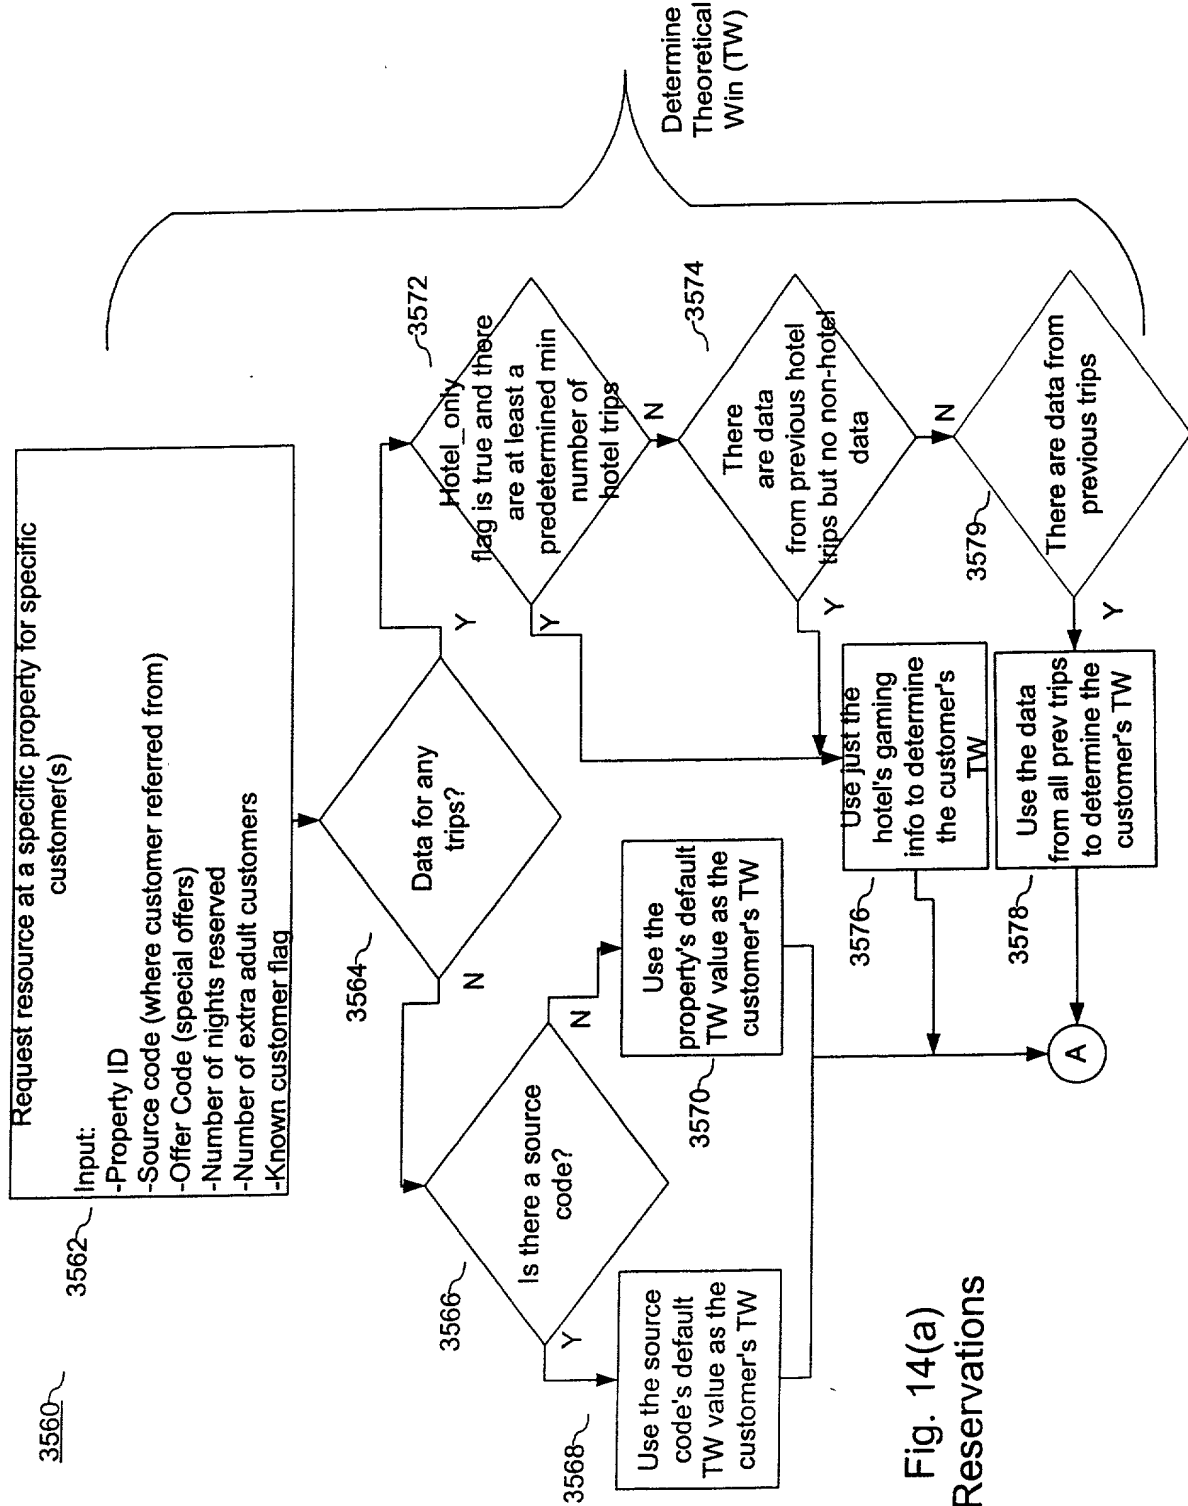 3560
3562
Request resource at a specific property for specific
customer(s)
Input:
-Property ID
-Source code (where customer referred from)
-Offer Code (special offers)
-Number of nights reserved
-Number of extra adult customers
-Known customer flag
3564
Data for any
trips?
N
Y
3566
Is there a source
code?
Y
N
3568
Use the source
code's default
TW value as the
customer's TW
3570
Use the
property's default
TW value as the
customer's TW
3572
Hotel_only
flag is true and there
are at least a
predetermined min
number of
hotel trips
Y
N
3574
There
are data
from previous hotel
trips but no non-hotel
data
Y
N
3579
There are data from
previous trips
Y
3576
Use just the
hotel's gaming
info to determine
the customer's
TW
3578
Use the data
from all prev trips
to determine the
customer's TW
A
Determine
Theoretical
Win (TW)
Fig. 14(a)
Reservations